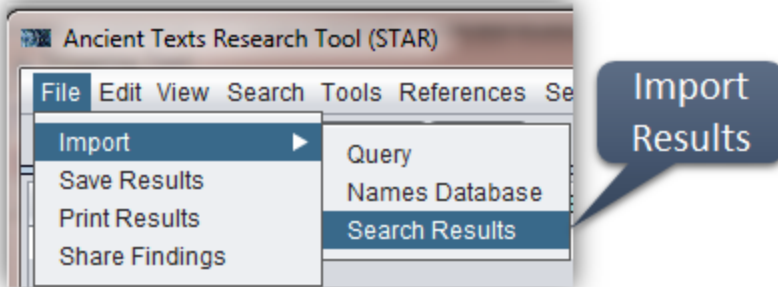 Ancient Texts Research Tool (STAR)
File Edit View Search Tools References Se
Import
Save Results
Print Results
Share Findings
Query
Names Database
Search Results
Import
Results